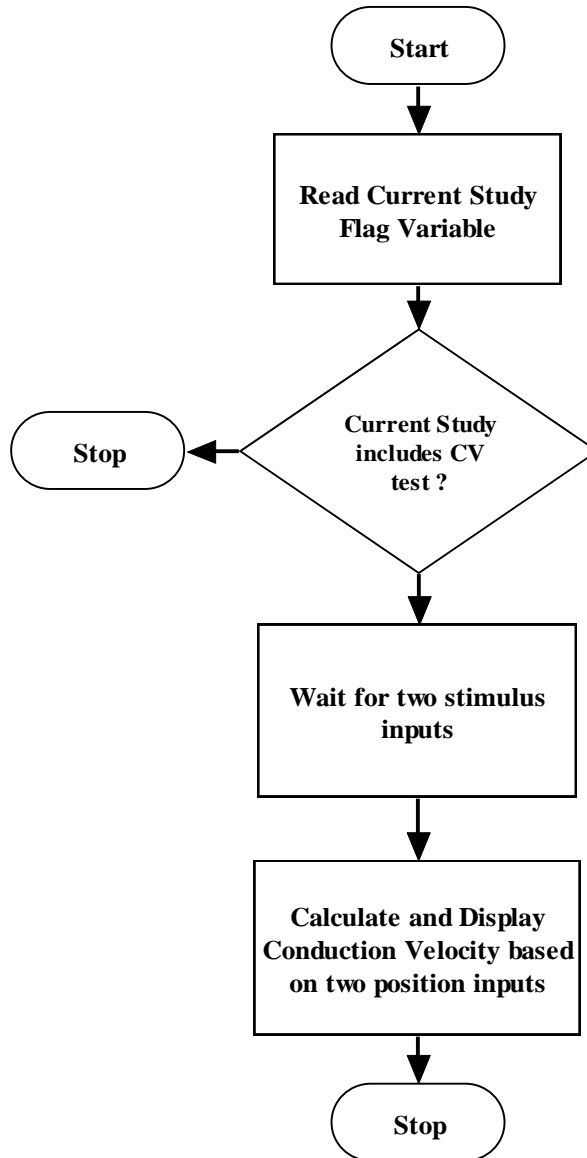 Start
Read Current Study
Flag Variable
Current Study
includes CV
test ?
Stop
Wait for two stimulus
inputs
Calculate and Display
Conduction Velocity based
on two position inputs
Stop